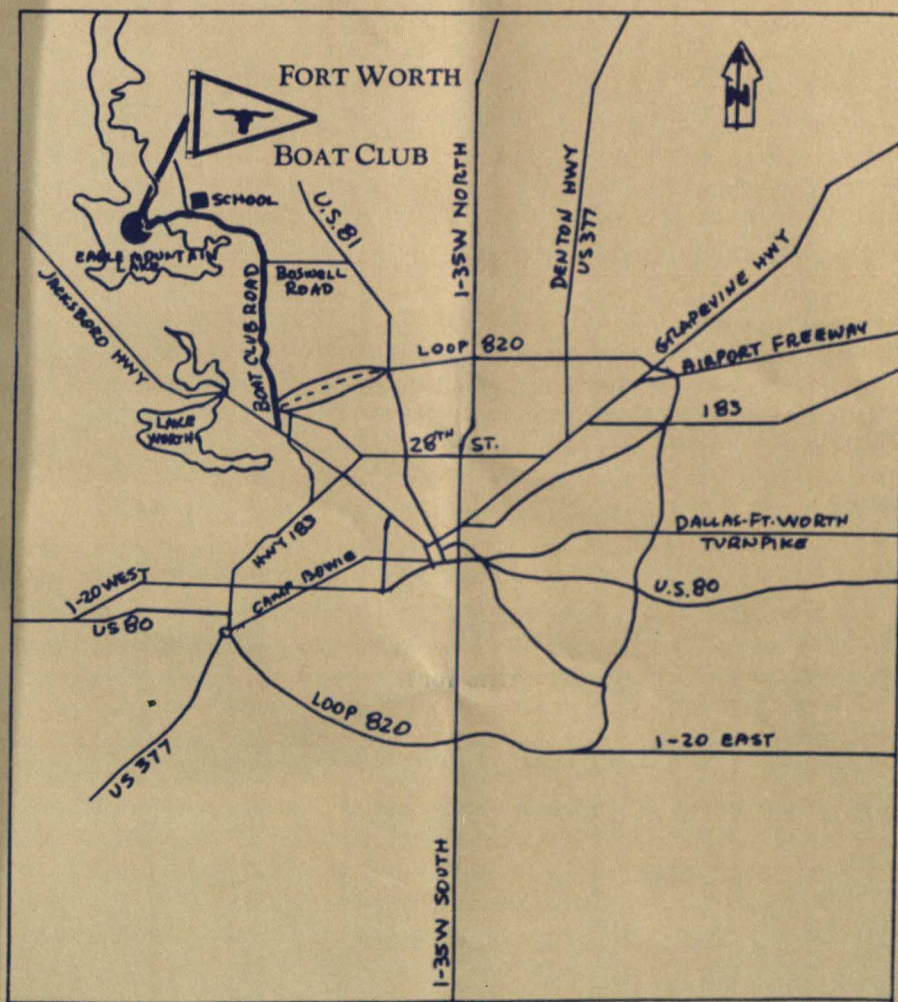 FORT WORTH
BOAT CLUB
N
SCHOOL
U.S. 81
I-35W NORTH
DENTON HWY
US 377
GRAPEVINE HWY
EAGLE MOUNTAIN
LAKE
BOSWELL
ROAD
JACKSBORO HWY
BOAT CLUB ROAD
LOOP 820
AIRPORT FREEWAY
183
LAKE
WORTH
28TH ST.
HWY 183
DALLAS-FT. WORTH
TURNPIKE
I-20 WEST
CAMP BOWIE
U.S. 80
US 80
LOOP 820
US 377
I-20 EAST
I-35W SOUTH